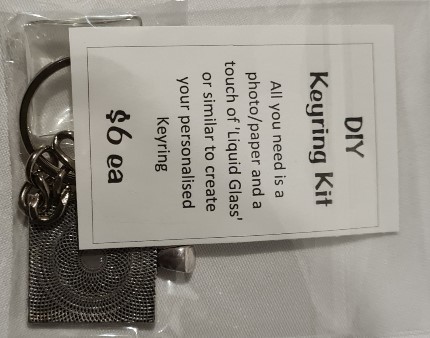 DIY
Keyring Kit
All you need is a
photo/paper and a
touch of 'Liquid Glass'
or similar to create
your personalised
Keyring
$6 ea